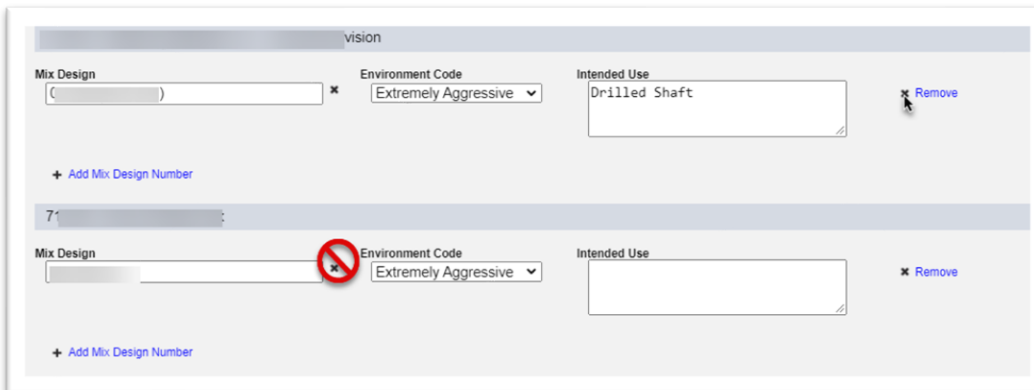 vision
Mix Design Environment Code Intended Use
( ) Extremely Aggressive Drilled Shaft Remove
Add Mix Design Number
71
Mix Design Environment Code Intended Use
Extremely Aggressive Remove
Add Mix Design Number